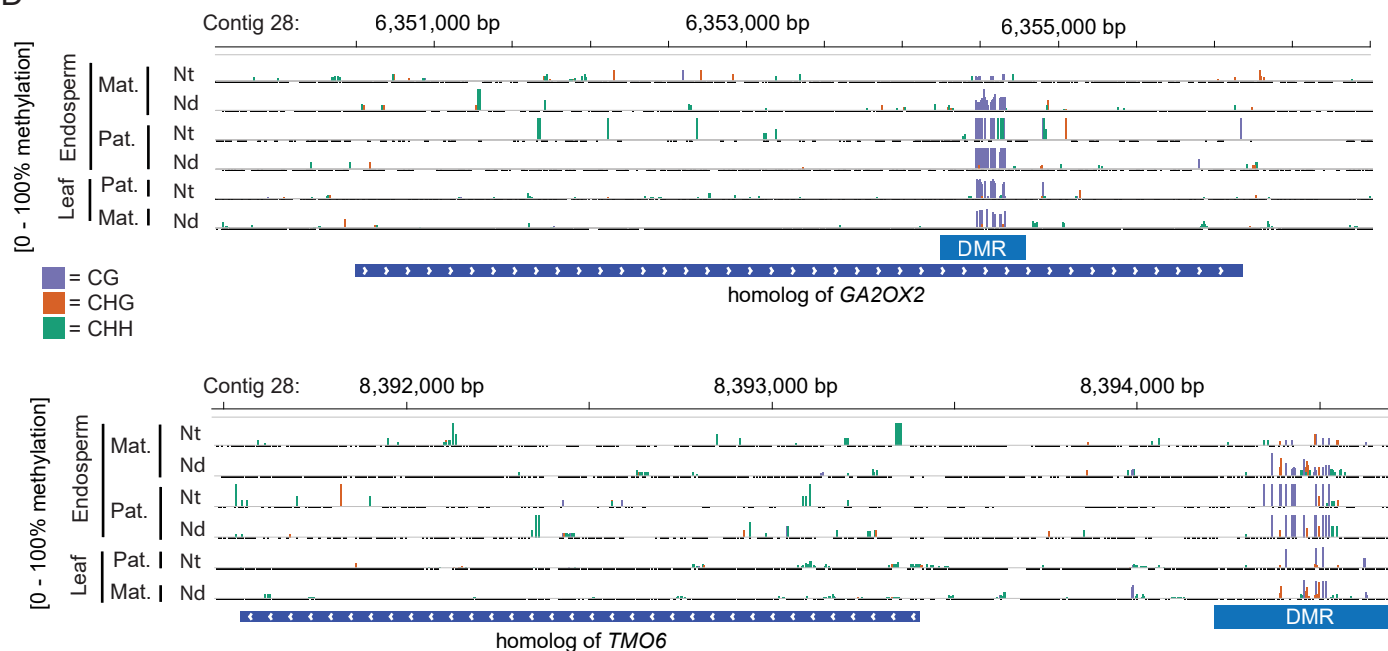 Contig 28: 6,351,000 bp 6,353,000 bp 6,355,000 bp
[0 - 100% methylation]
Endosperm
Mat.
Nt
Nd
Pat.
Nt
Nd
Leaf
Pat.
Nt
Mat.
Nd
DMR
homolog of GA2OX2
= CG
= CHG
= CHH
Contig 28: 8,392,000 bp 8,393,000 bp 8,394,000 bp
[0 - 100% methylation]
Endosperm
Mat.
Nt
Nd
Pat.
Nt
Nd
Leaf
Pat.
Nt
Mat.
Nd
DMR
homolog of TMO6